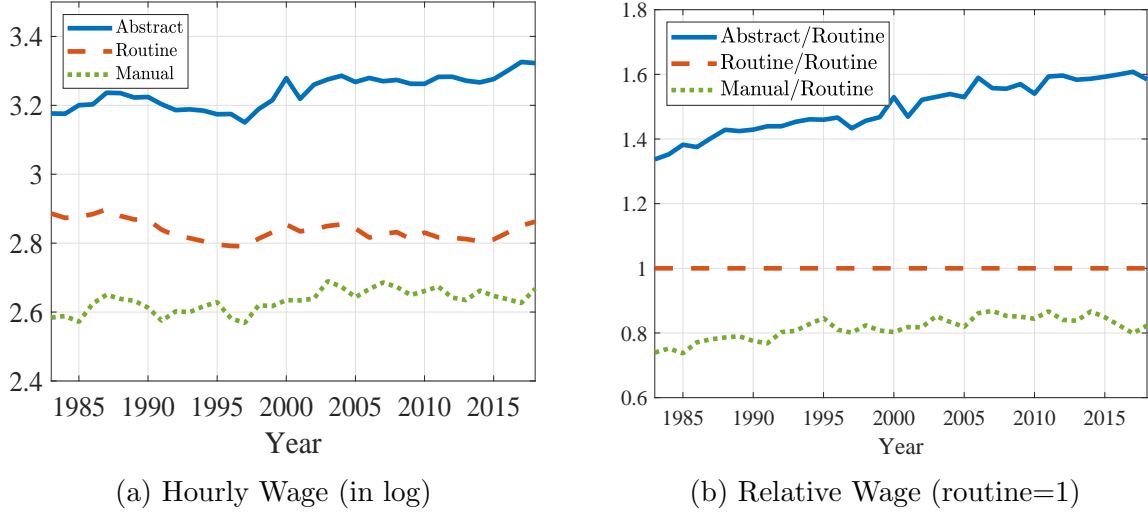 3.4
3.2
3
2.8
2.6
2.4
Abstract
Routine
Manual
1985 1990 1995 2000 2005 2010 2015
Year
(a) Hourly Wage (in log)
1.8
1.6
1.4
1.2
1
0.8
0.6
Abstract/Routine
Routine/Routine
Manual/Routine
1985 1990 1995 2000 2005 2010 2015
Year
(b) Relative Wage (routine=1)